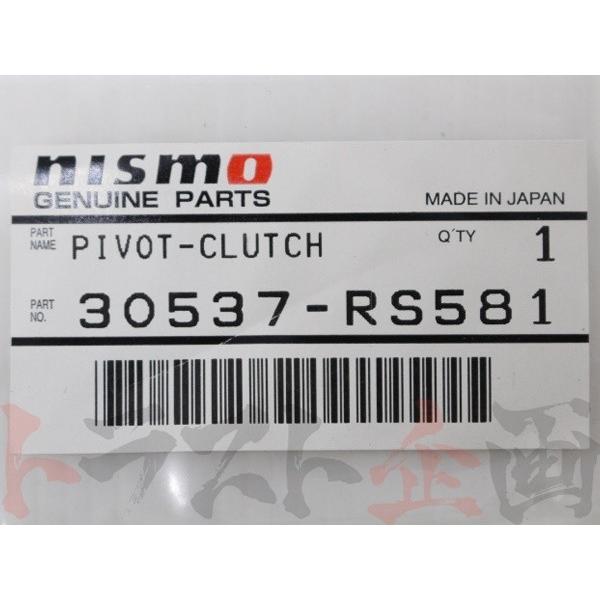 nismo
GENUINE PARTS
MADE IN JAPAN
PART NAME PIVOT-CLUTCH Q'TY 1
PART NO. 30537-RS581
トラスト企画